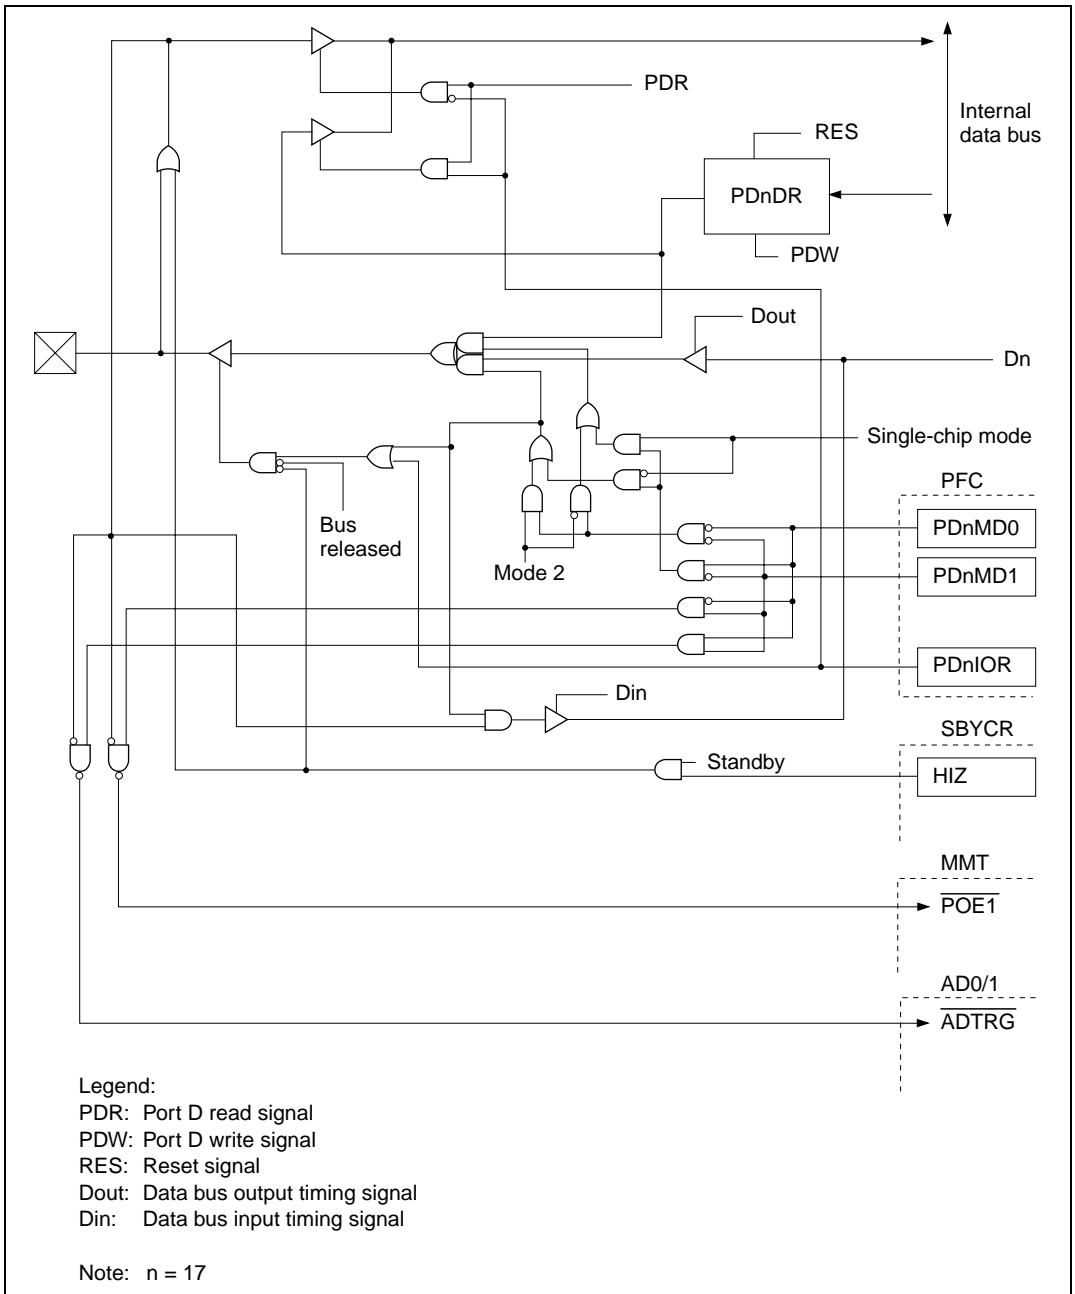 PDR
Internal
data bus
RES
PDnDR
PDW
Dout
Dn
Single-chip mode
PFC
Bus
released
PDnMD0
Mode 2
PDnMD1
PDnIOR
Din
SBYCR
Standby
HIZ
MMT
POE1
AD0/1
ADTRG
Legend:
PDR: Port D read signal
PDW: Port D write signal
RES: Reset signal
Dout: Data bus output timing signal
Din: Data bus input timing signal
Note: n = 17